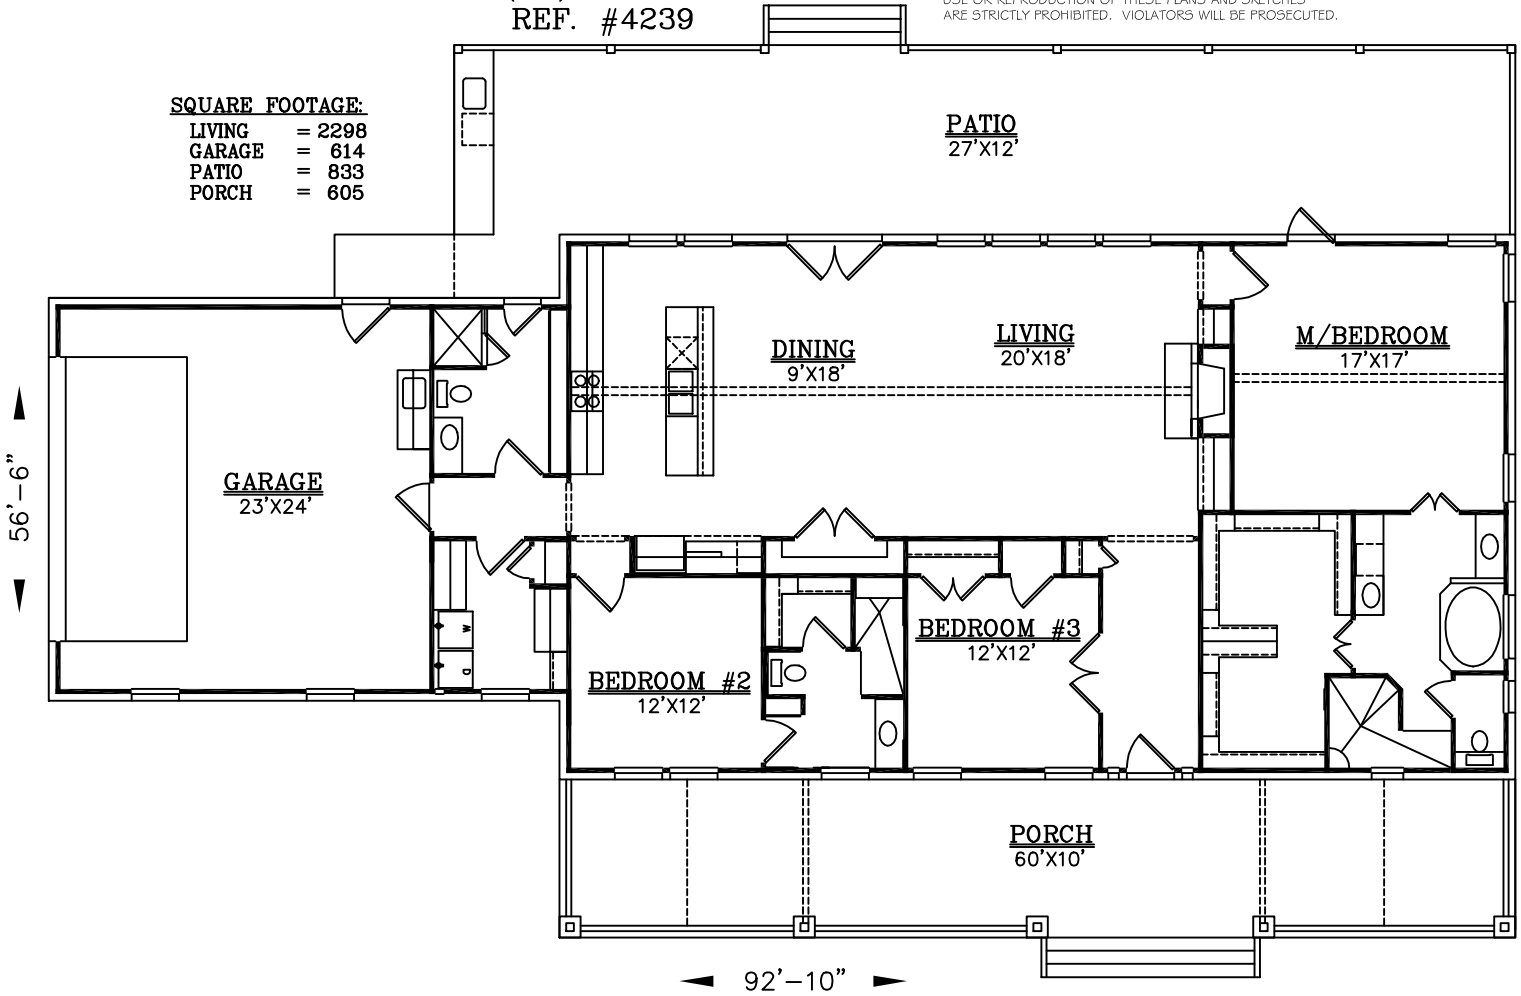 REF. #4239
ARE STRICTLY PROHIBITED. VIOLATORS WILL BE PROSECUTED.
SQUARE FOOTAGE:
LIVING = 2298
GARAGE = 614
PATIO = 833
PORCH = 605
PATIO
27'X12'
DINING
9'X18'
LIVING
20'X18'
M/BEDROOM
17'X17'
GARAGE
23'X24'
56'-6"
W
D
BEDROOM #2
12'X12'
BEDROOM #3
12'X12'
PORCH
60'X10'
92'-10"